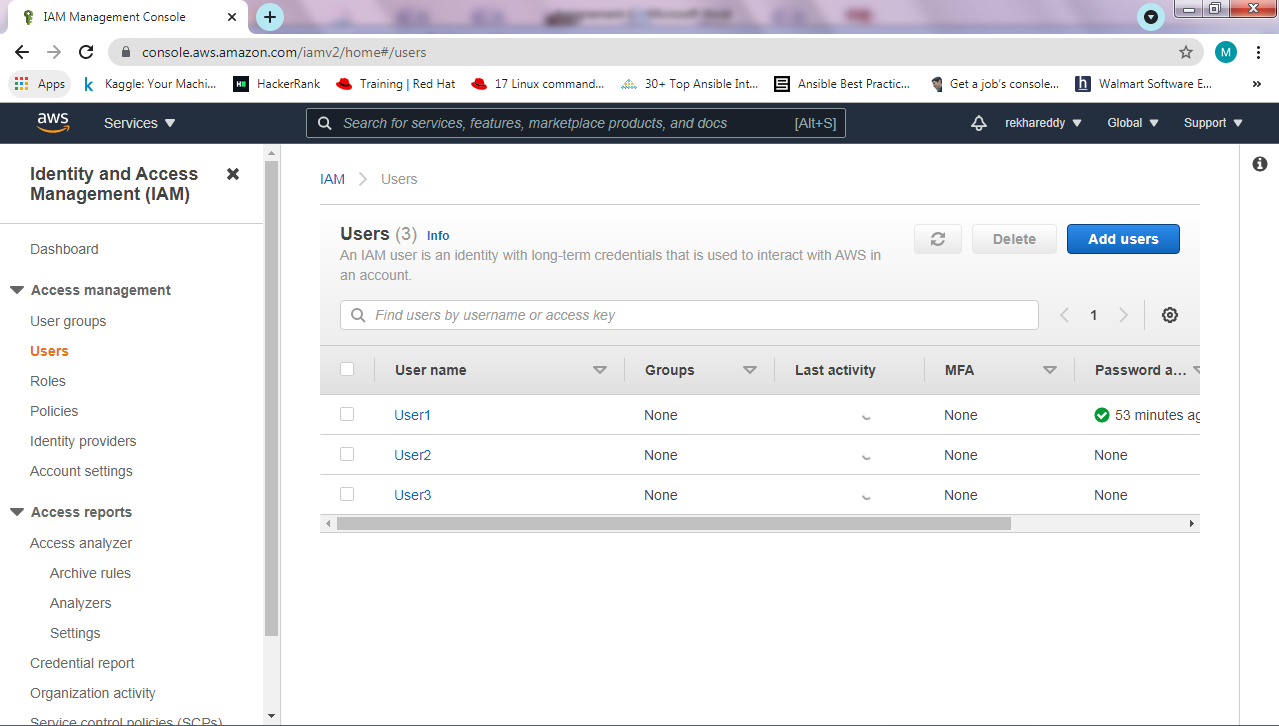 IAM Management Console
console.aws.amazon.com/iamv2/home#/users
M
Apps
Kaggle: Your Machi...
HackerRank
Training | Red Hat
17 Linux command...
30+ Top Ansible Int...
Ansible Best Practic...
Get a job's console...
Walmart Software E...
»
aws
Services
Search for services, features, marketplace products, and docs
[Alt+S]
rekhareddy
Global
Support
Identity and Access
Management (IAM)
Dashboard
Access management
User groups
Users
Roles
Policies
Identity providers
Account settings
Access reports
Access analyzer
Archive rules
Analyzers
Settings
Credential report
Organization activity
Service control policies (SCPs)
IAM
Users
Users (3) Info
An IAM user is an identity with long-term credentials that is used to interact with AWS in
an account.
Delete
Add users
Find users by username or access key
1
User name Groups Last activity MFA Password a...
User1 None None 53 minutes ag
User2 None None None
User3 None None None